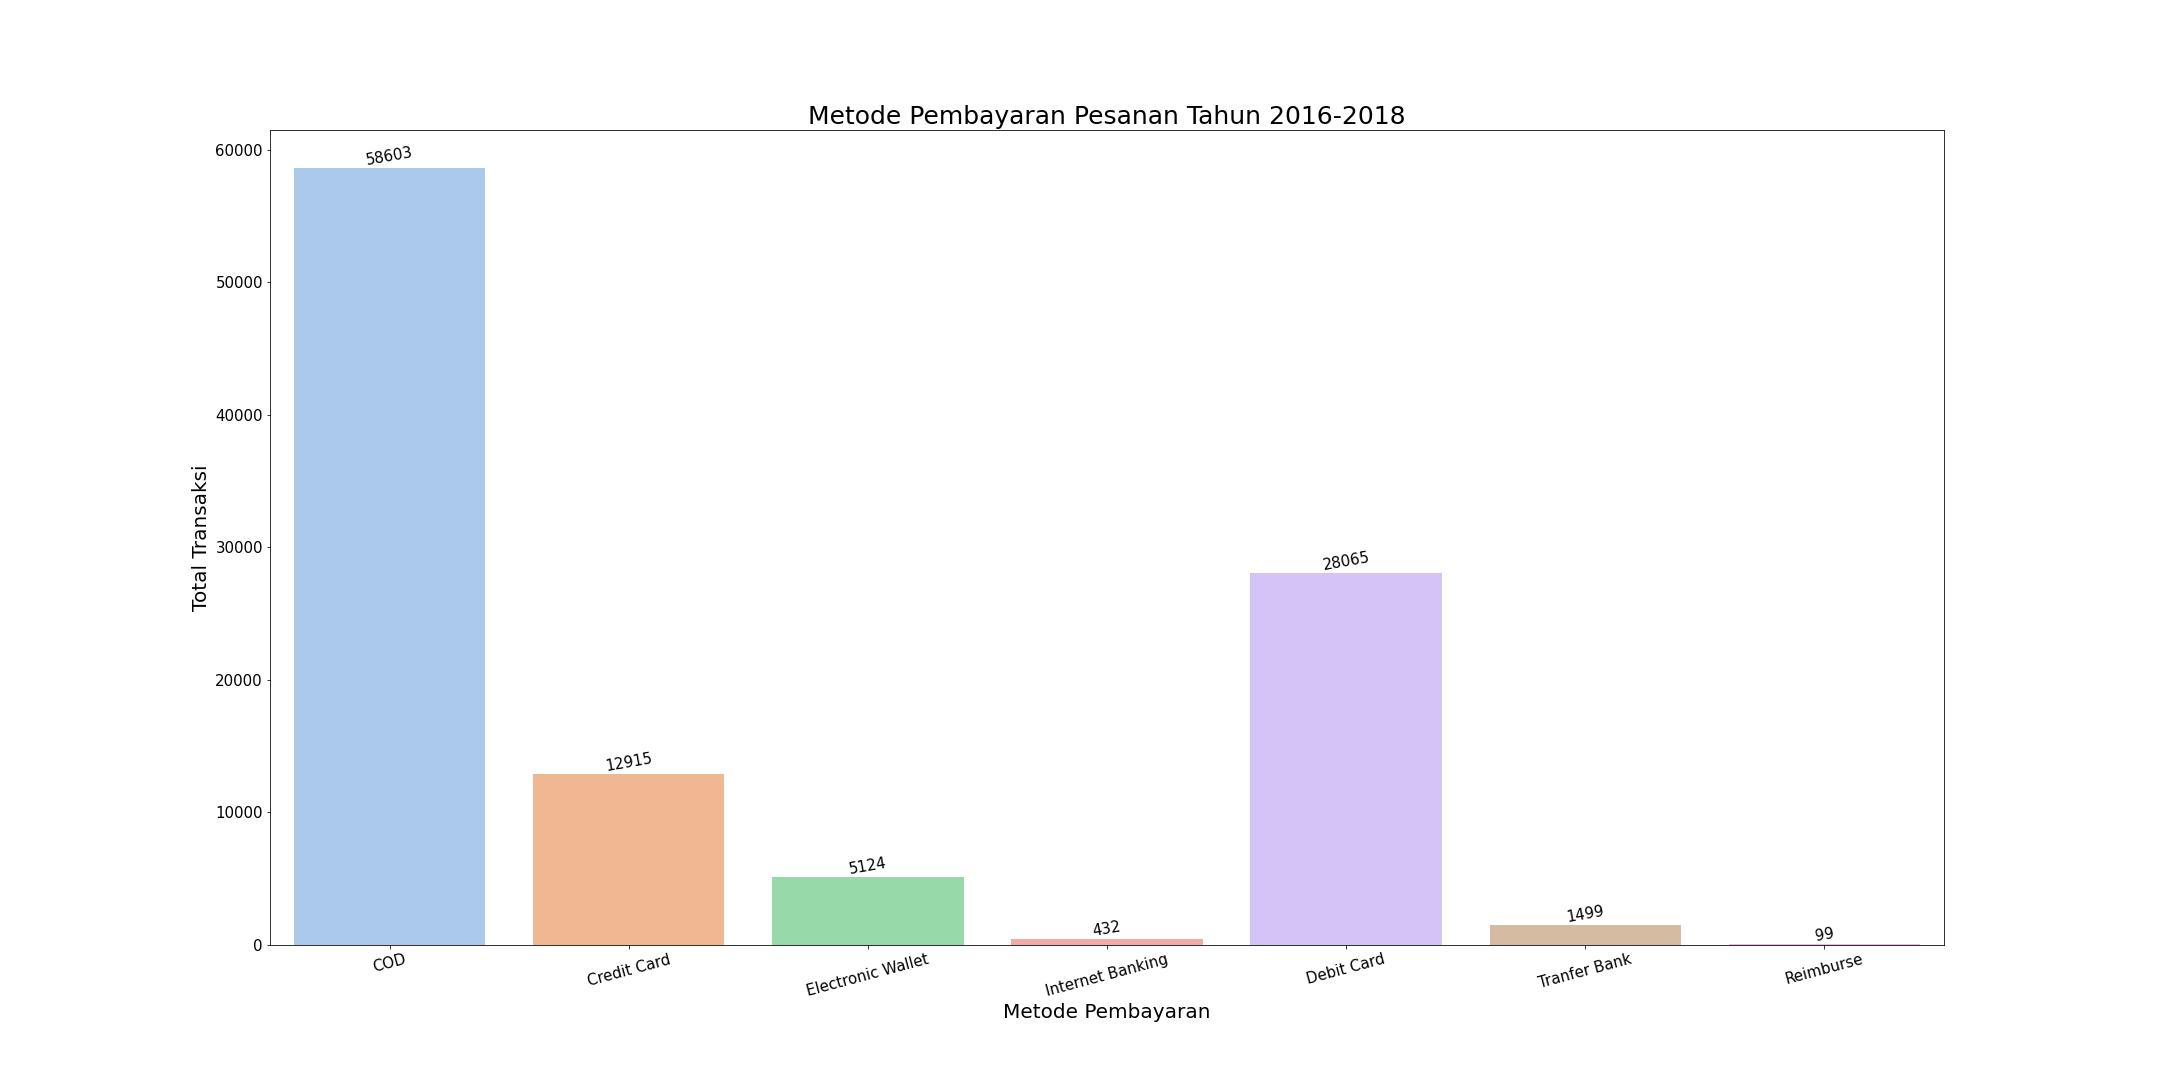 Metode Pembayaran Pesanan Tahun 2016-2018
Total Transaksi
60000
50000
40000
30000
20000
10000
0
58603
12915
5124
432
28065
1499
99
COD
Credit Card
Electronic Wallet
Internet Banking
Debit Card
Tranfer Bank
Reimburse
Metode Pembayaran